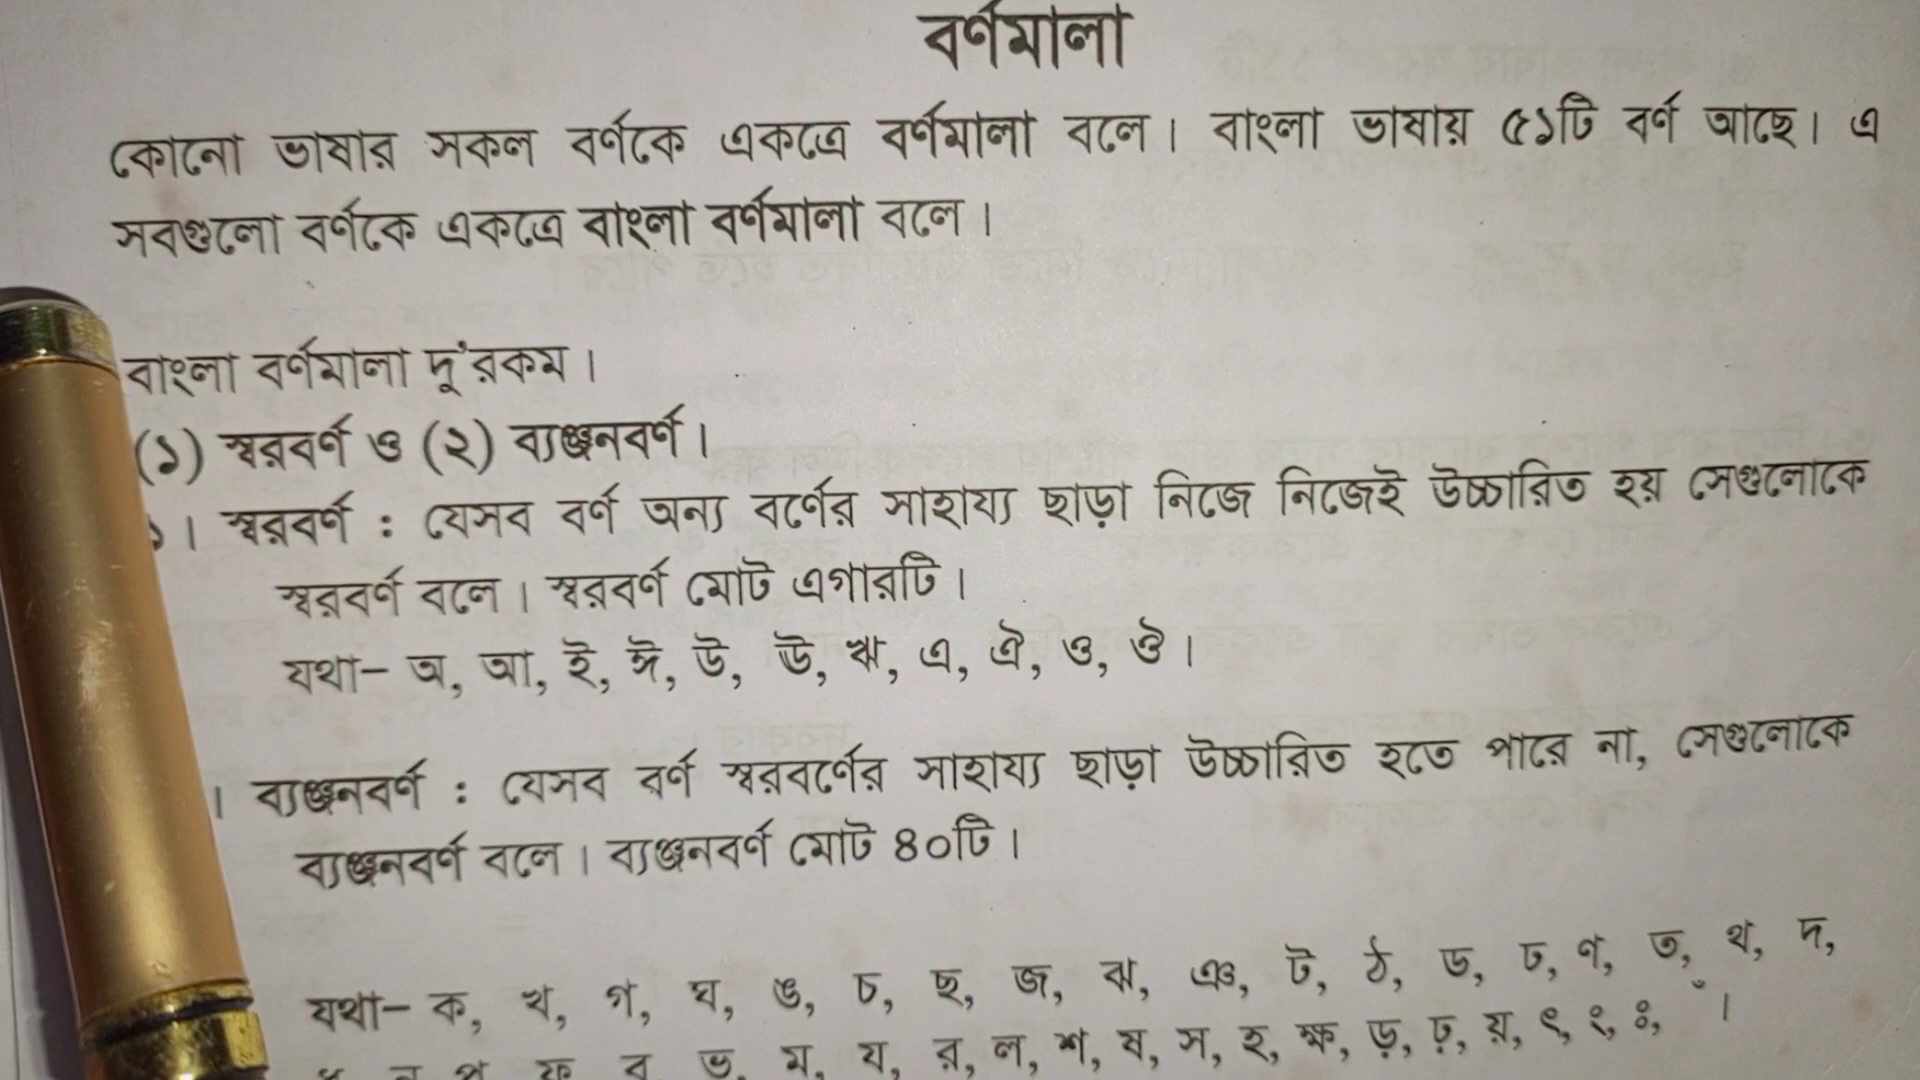 বর্ণমালা
কোনো ভাষার সকল বর্ণকে একত্রে বর্ণমালা বলে। বাংলা ভাষায় ৫১টি বর্ণ আছে। এ
সবগুলো বর্ণকে একত্রে বাংলা বর্ণমালা বলে।
বাংলা বর্ণমালা দু'রকম।
(১) স্বরবর্ণ ও (২) ব্যঞ্জনবর্ণ।
। স্বরবর্ণ : যেসব বর্ণ অন্য বর্ণের সাহায্য ছাড়া নিজে নিজেই উচ্চারিত হয় সেগুলোকে
স্বরবর্ণ বলে। স্বরবর্ণ মোট এগারটি।
যথা- অ, আ, ই, ঈ, উ, ঊ, ঋ, এ, ঐ, ও, ঔ।
। ব্যঞ্জনবর্ণ : যেসব বর্ণ স্বরবর্ণের সাহায্য ছাড়া উচ্চারিত হতে পারে না, সেগুলোকে
ব্যঞ্জনবর্ণ বলে। ব্যঞ্জনবর্ণ মোট ৪০টি।
যথা- ক, খ, গ, ঘ, ঙ, চ, ছ, জ, ঝ, ঞ, ট, ঠ, ড, ঢ, ণ, ত, থ, দ,
ফ ব ভ, ম, য, র, ল, শ, ষ, স, হ, ক্ষ, ড়, ঢ়, য়, ৎ, ং, ঃ, ঁ।